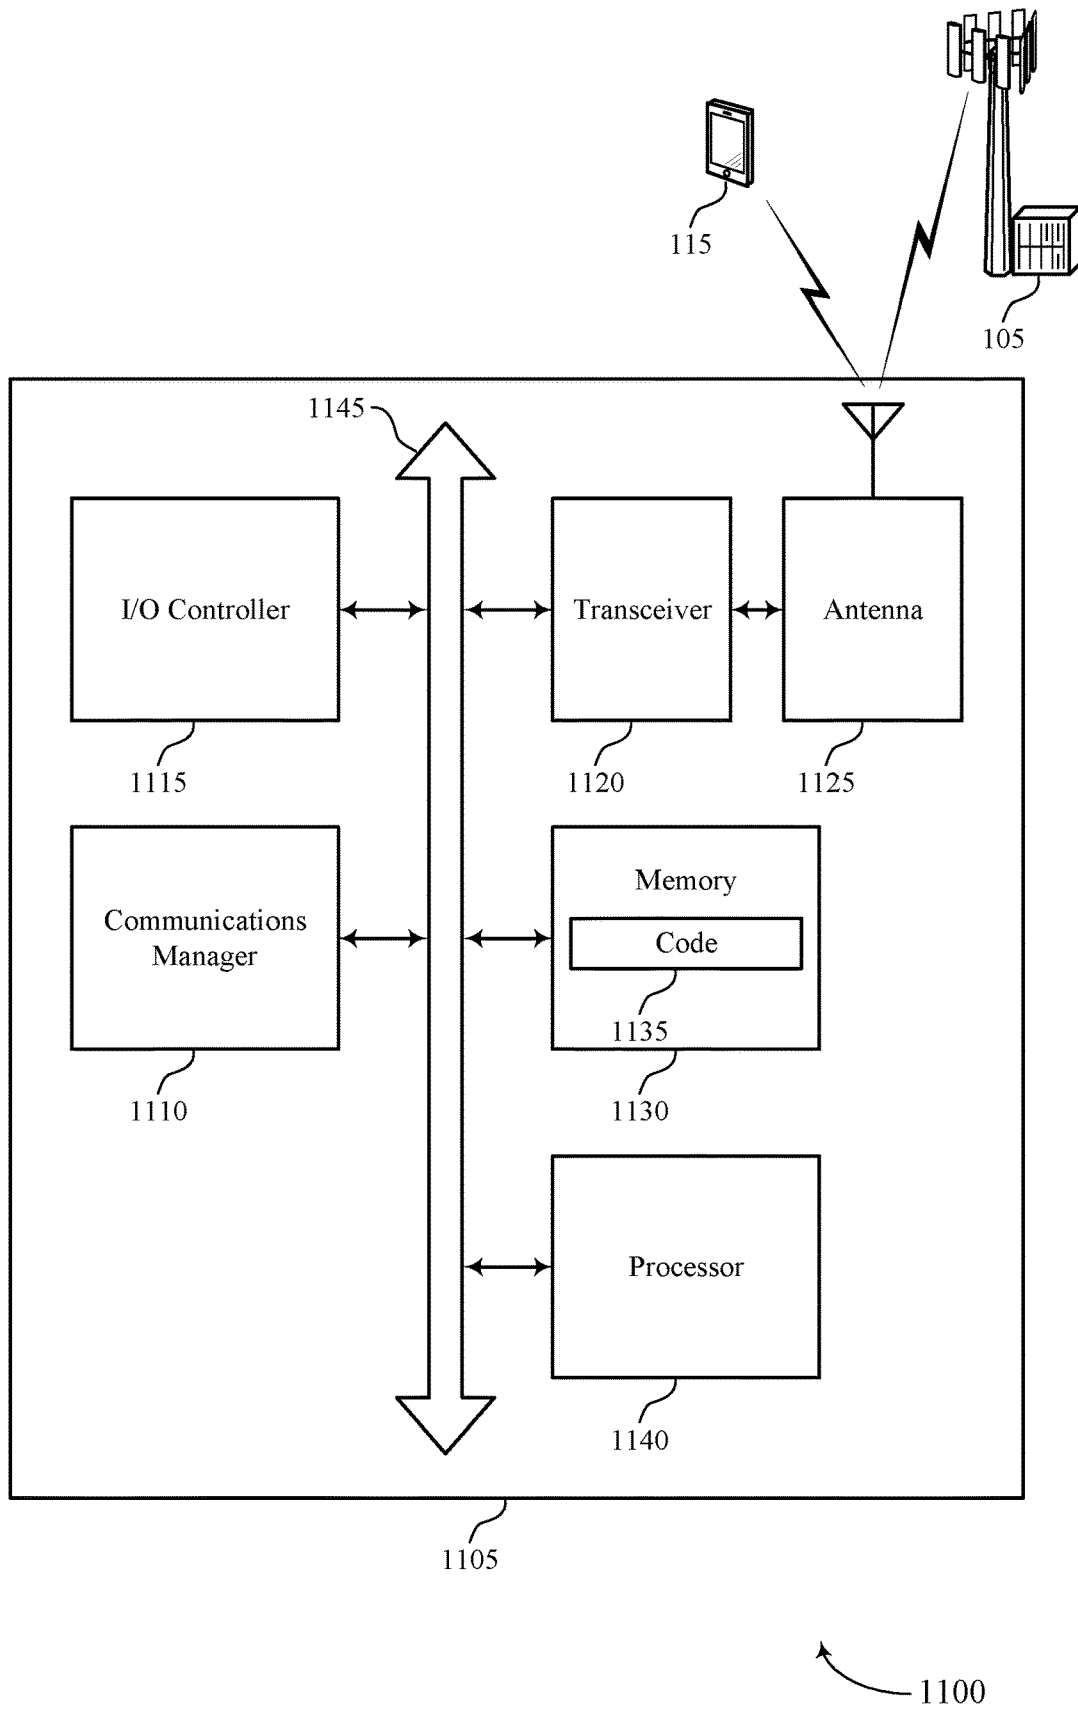 115
105
1145
I/O Controller
Transceiver
Antenna
1115
1120
1125
Communications
Manager
Memory
Code
1135
1110
1130
Processor
1140
1105
1100